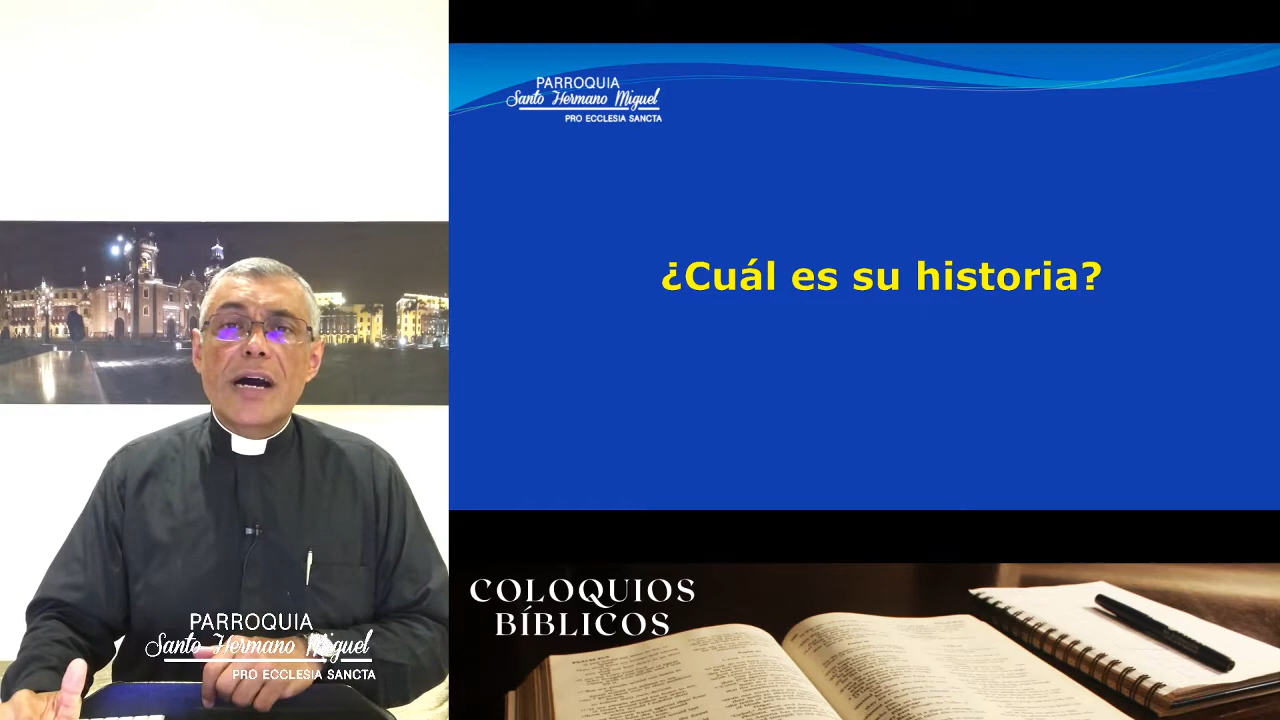 PARROQUIA
Santo Hermano Miguel
PRO ECCLESIA SANCTA
¿Cuál es su historia?
COLOQUIOS
BÍBLICOS
PARROQUIA
Santo Hermano Miguel
PRO ECCLESIA SANCTA